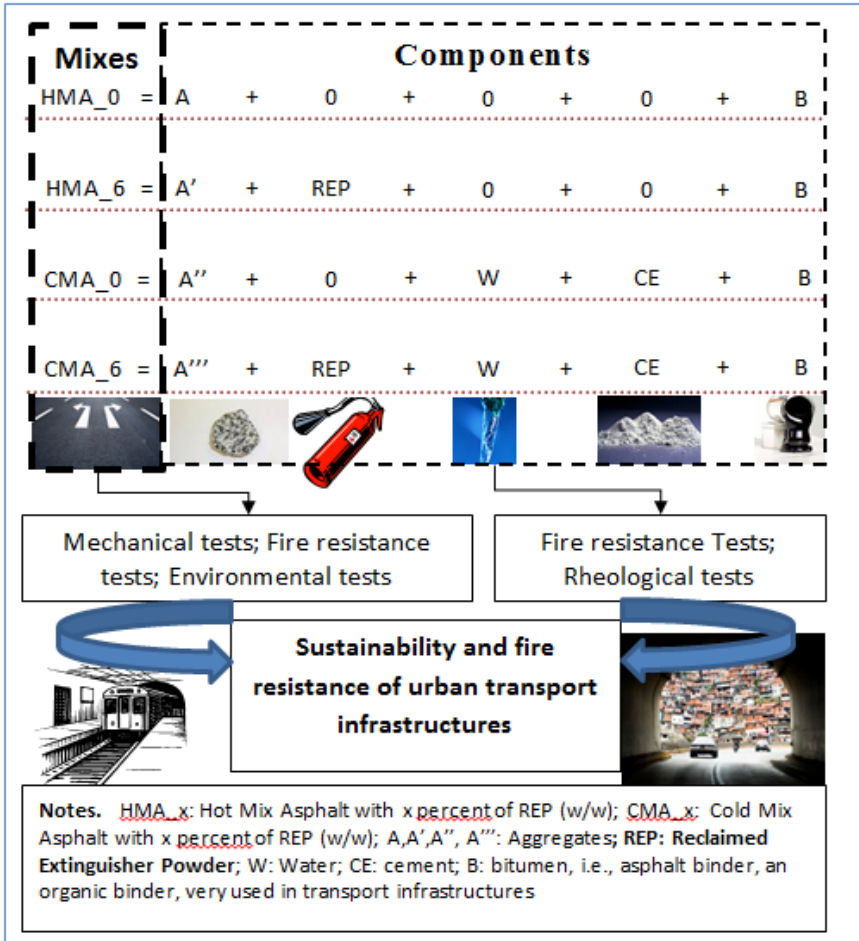 Mixes Components
HMA_0 = A + 0 + 0 + 0 + B
HMA_6 = A' + REP + 0 + 0 + B
CMA_0 = A'' + 0 + W + CE + B
CMA_6 = A''' + REP + W + CE + B
Mechanical tests; Fire resistance
tests; Environmental tests
Fire resistance Tests;
Rheological tests
Sustainability and fire
resistance of urban transport
infrastructures
Notes. HMA_x: Hot Mix Asphalt with x percent of REP (w/w); CMA_x: Cold Mix
Asphalt with x percent of REP (w/w); A,A',A'', A''': Aggregates; REP: Reclaimed
Extinguisher Powder; W: Water; CE: cement; B: bitumen, i.e., asphalt binder, an
organic binder, very used in transport infrastructures